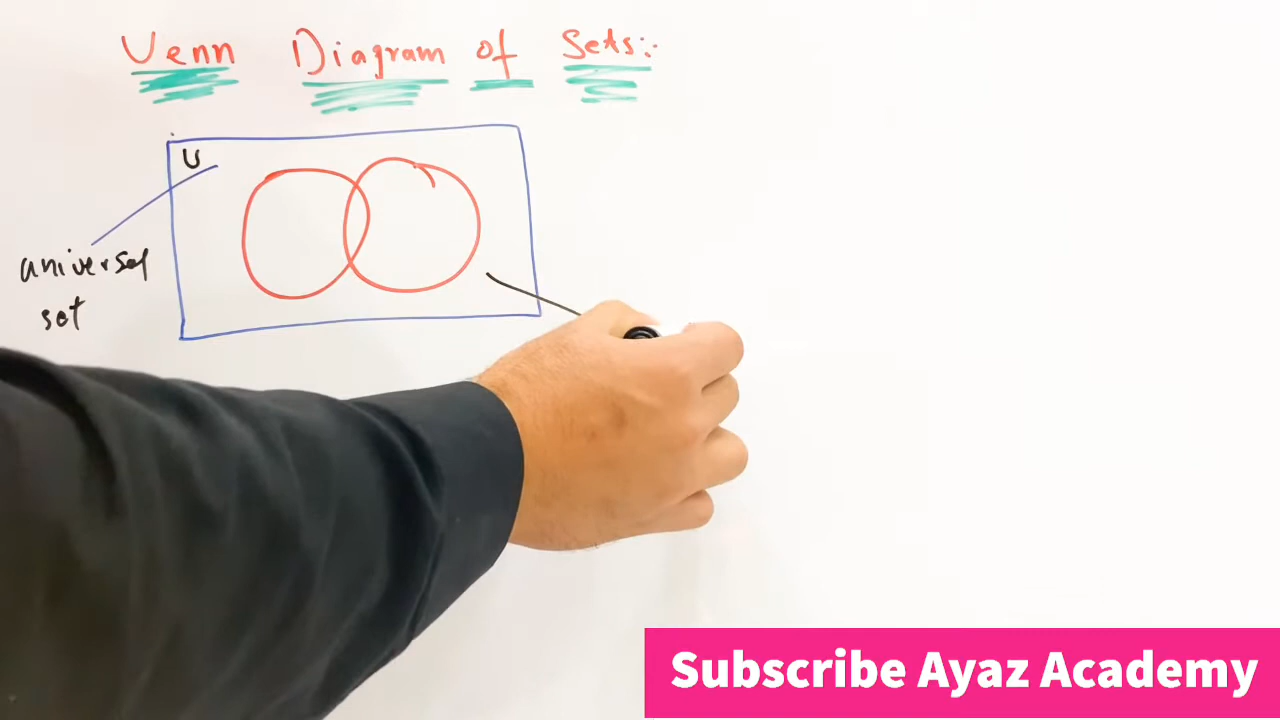 Venn Diagram of Sets:-
U
universal
set
Subscribe Ayaz Academy